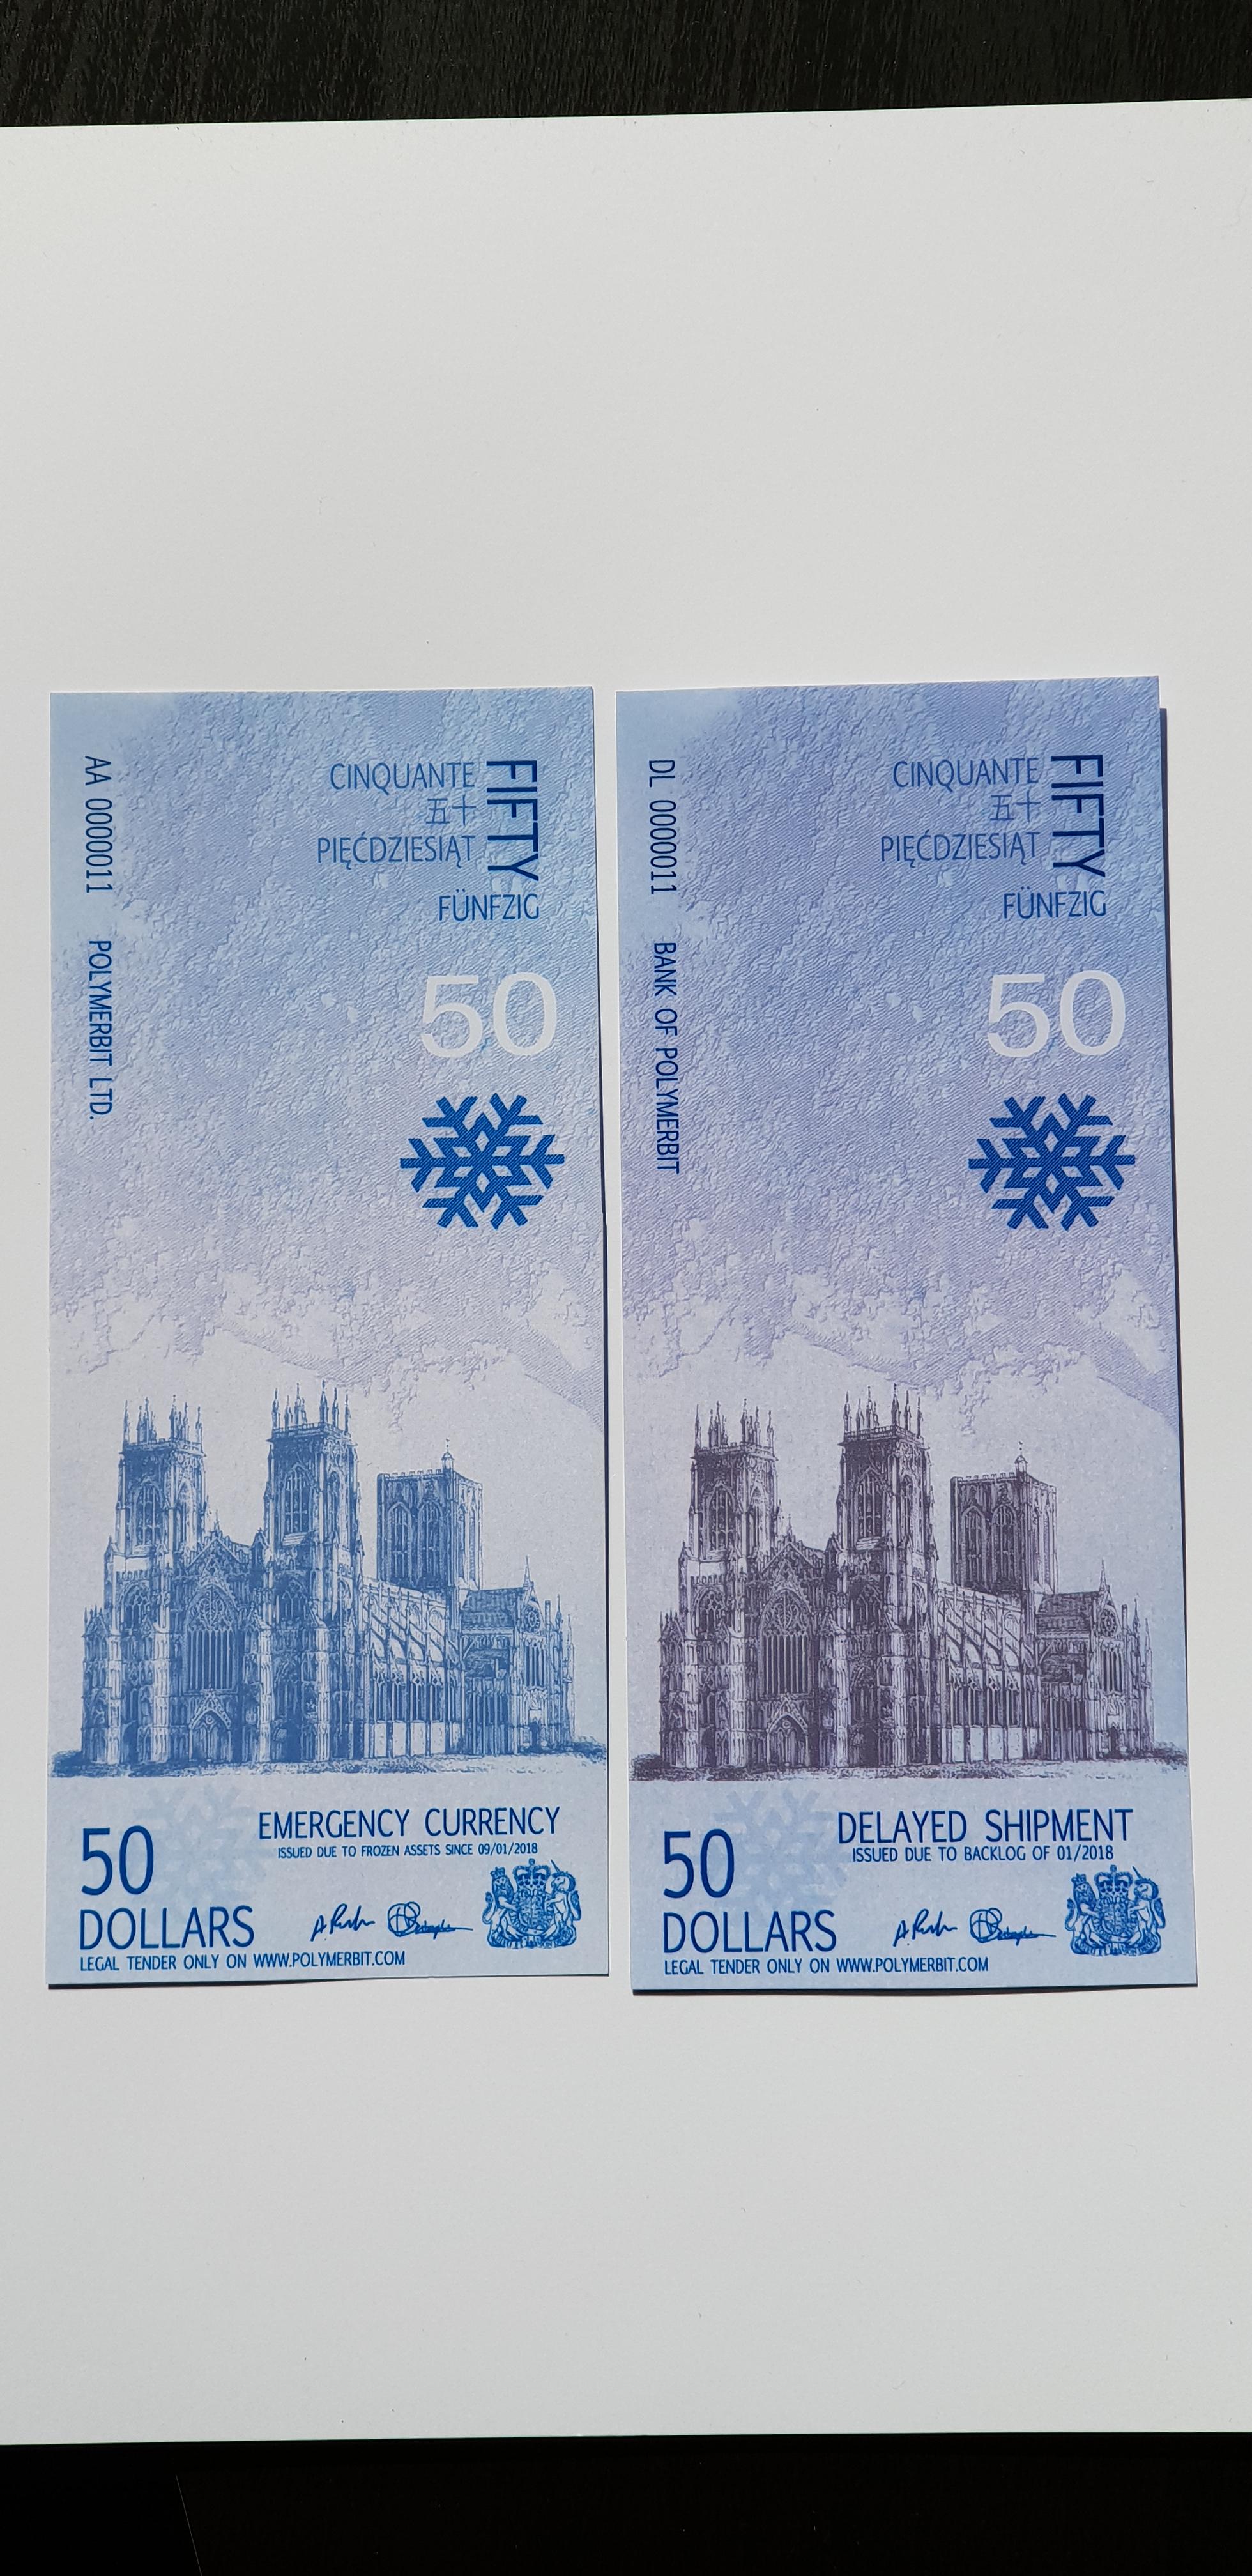 AA 0000011 POLYMERBIT LTD.
FIFTY
CINQUANTE
五十
PIĘĆDZIESIĄT
FÜNFZIG
50
50
DOLLARS
EMERGENCY CURRENCY
ISSUED DUE TO FROZEN ASSETS SINCE 09/01/2018
LEGAL TENDER ONLY ON WWW.POLYMERBIT.COM
DL 0000011 BANK OF POLYMERBIT
FIFTY
CINQUANTE
五十
PIĘĆDZIESIĄT
FÜNFZIG
50
50
DOLLARS
DELAYED SHIPMENT
ISSUED DUE TO BACKLOG OF 01/2018
LEGAL TENDER ONLY ON WWW.POLYMERBIT.COM